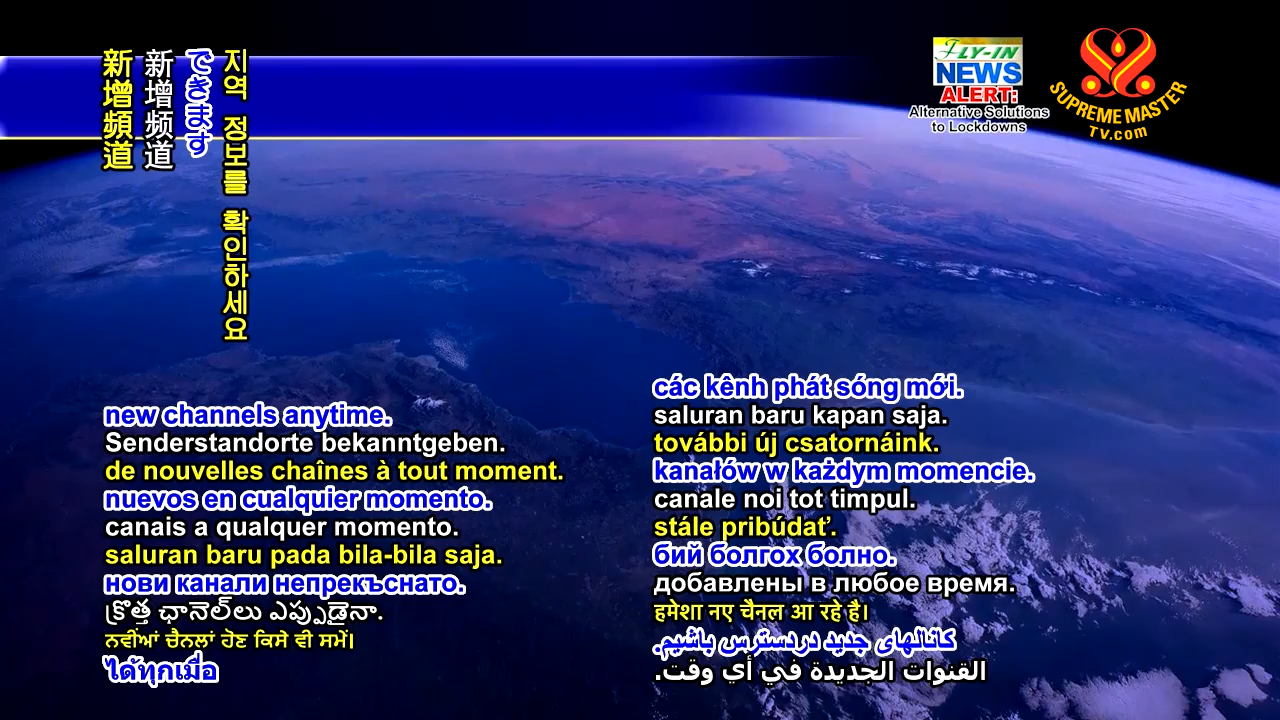 新增頻道
新增频道
できます
지역 정보를 확인하세요
FLY-IN
NEWS
ALERT:
Alternative Solutions
to Lockdowns
SUPREME MASTER
TV.com
new channels anytime.
Senderstandorte bekanntgeben.
de nouvelles chaînes à tout moment.
nuevos en cualquier momento.
canais a qualquer momento.
saluran baru pada bila-bila saja.
нови канали непрекъснато.
క్రొత్త ఛానెల్‌లు ఎప్పుడైనా.
ਨਵੀਂਆਂ ਚੈਨਲਾਂ ਹੋਣ ਕਿਸੇ ਵੀ ਸਮੇਂ।
ได้ทุกเมื่อ
các kênh phát sóng mới.
saluran baru kapan saja.
további új csatornáink.
kanałów w każdym momencie.
canale noi tot timpul.
stále pribúdať.
бий болгох болно.
добавлены в любое время.
हमेशा नए चैनल आ रहे है।
کانالهای جدید دردسترس باشیم.
القنوات الجديدة في أي وقت.